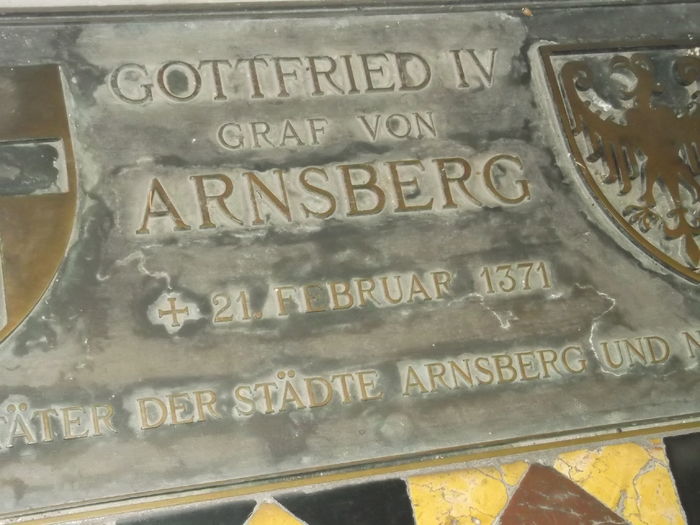 GOTTFRIED IV
GRAF VON
ARNSBERG
✠ 21. FEBRUAR 1371
DER STÄDTE ARNSBERG UND